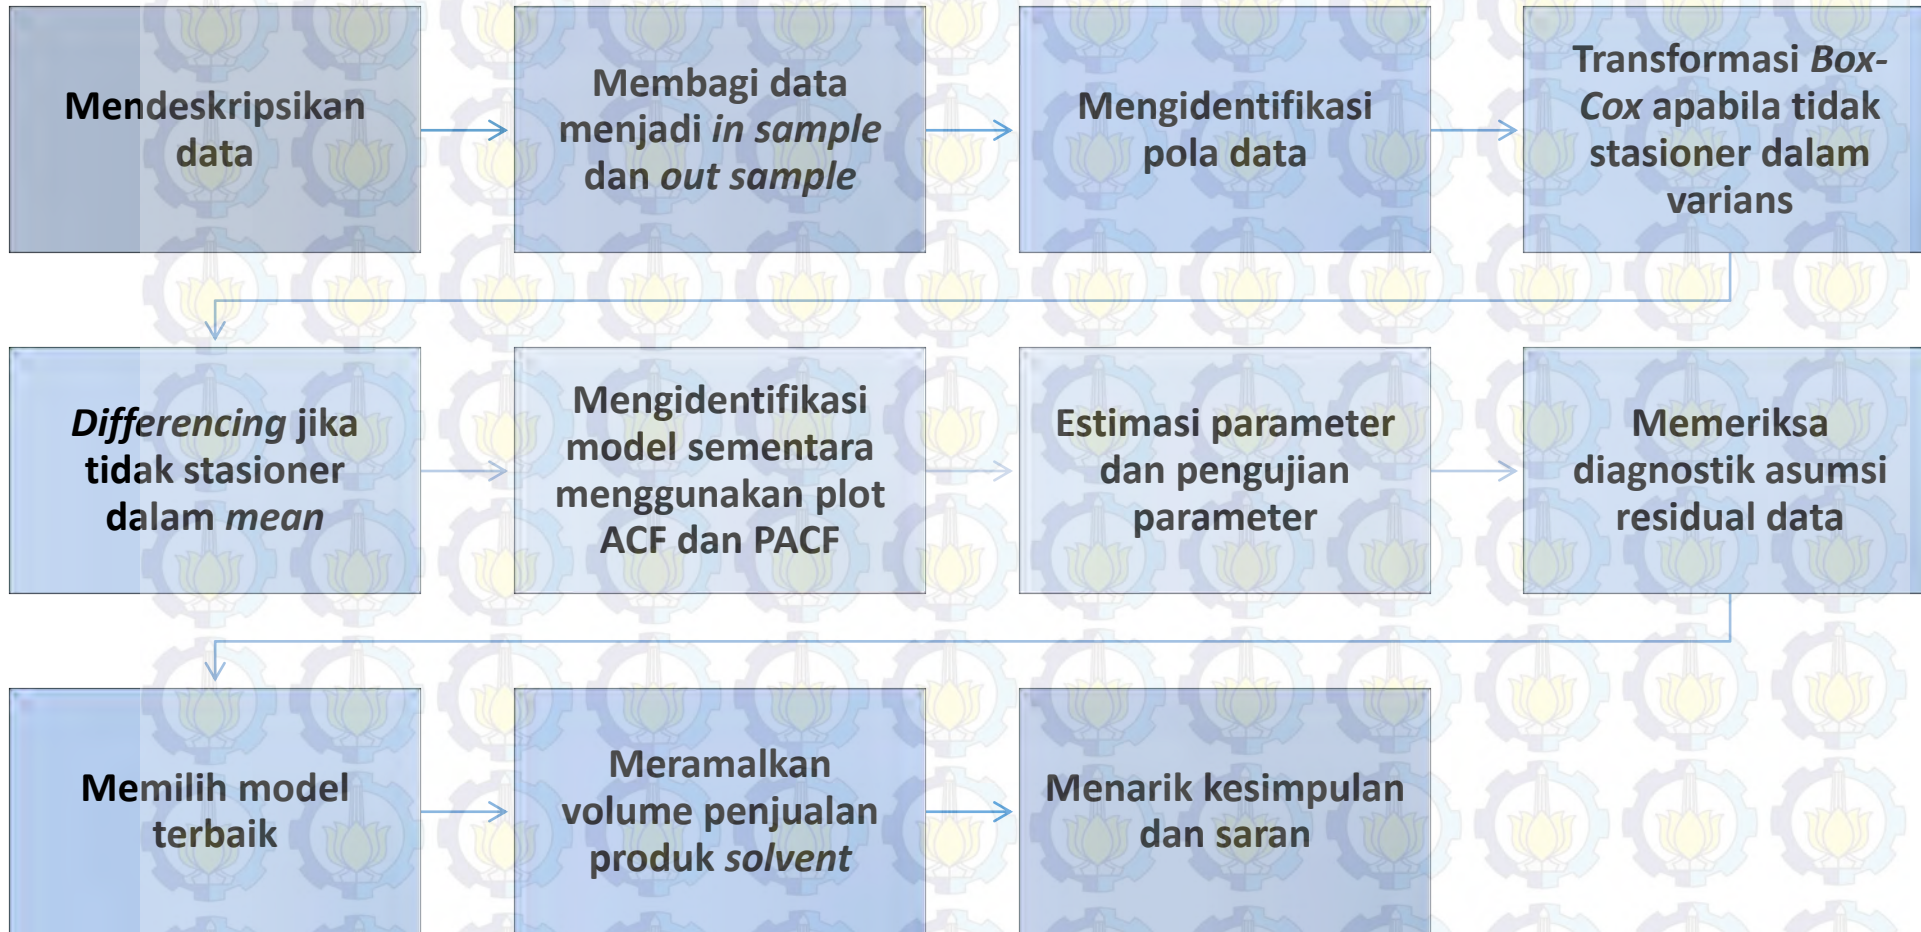 Mendeskripsikan
data
Membagi data
menjadi in sample
dan out sample
Mengidentifikasi
pola data
Transformasi Box-
Cox apabila tidak
stasioner dalam
varians
Differencing jika
tidak stasioner
dalam mean
Mengidentifikasi
model sementara
menggunakan plot
ACF dan PACF
Estimasi parameter
dan pengujian
parameter
Memeriksa
diagnostik asumsi
residual data
Memilih model
terbaik
Meramalkan
volume penjualan
produk solvent
Menarik kesimpulan
dan saran